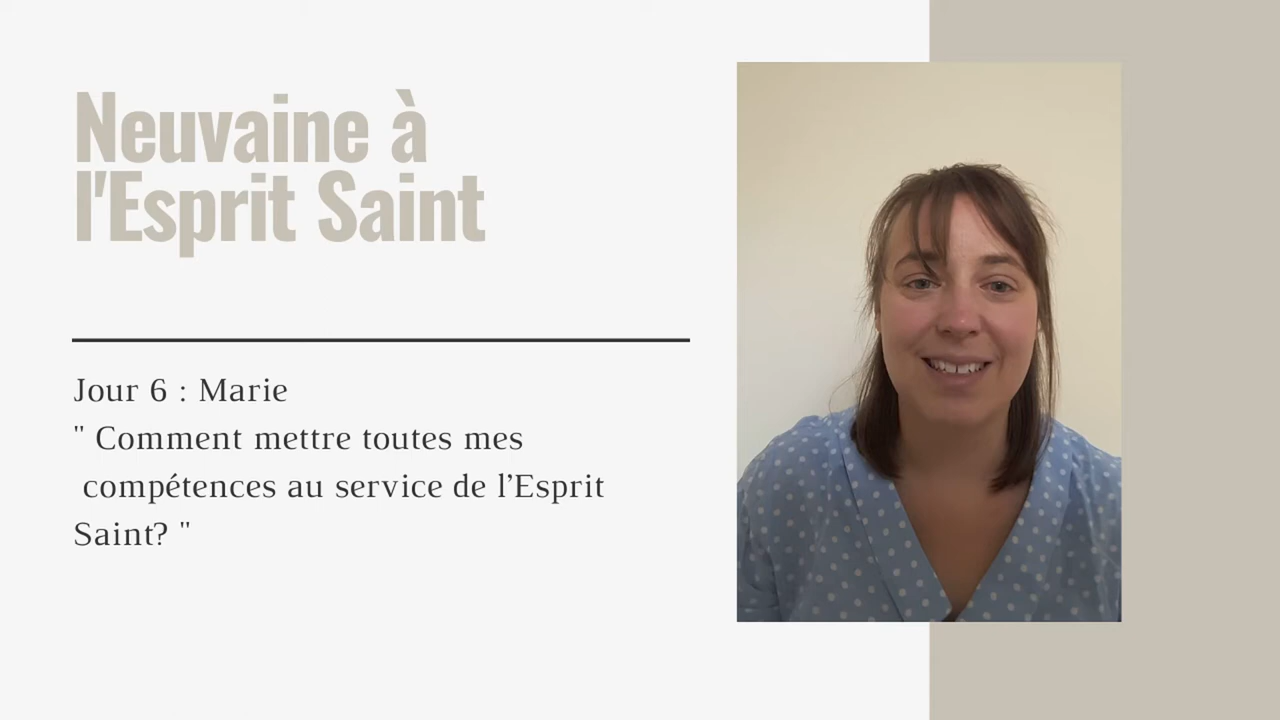 Neuvaine à
l'Esprit Saint
Jour 6 : Marie
" Comment mettre toutes mes
compétences au service de l’Esprit
Saint? "